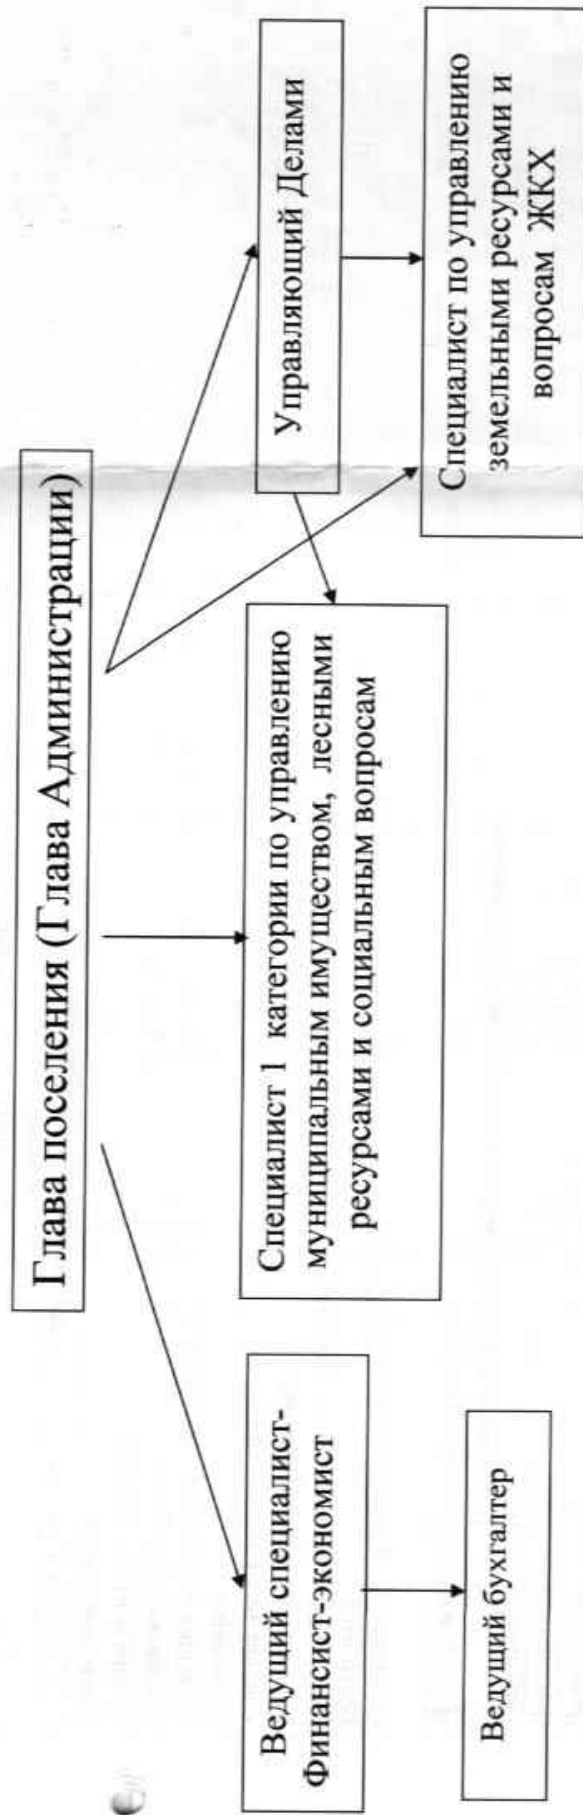 Глава поселения (Глава Администрации)
Ведущий специалист-
Финансист-экономист
Специалист 1 категории по управлению
муниципальным имуществом, лесными
ресурсами и социальным вопросам
Управляющий Делами
Ведущий бухгалтер
Специалист по управлению
земельными ресурсами и
вопросам ЖКХ